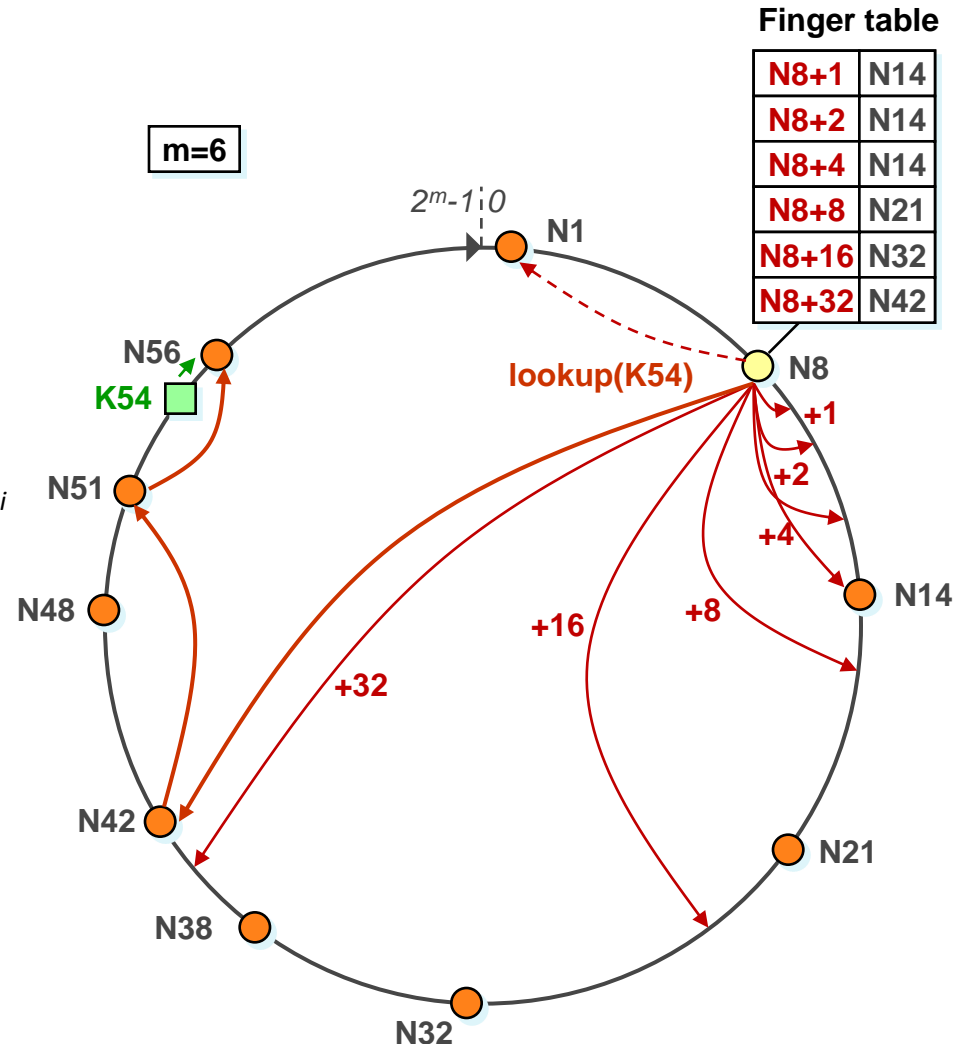 Finger table
N8+1 N14
N8+2 N14
N8+4 N14
N8+8 N21
N8+16 N32
N8+32 N42
m=6
2^m-1 0
N1
N56
K54
lookup(K54)
N8
+1
+2
+4
N51
i
N48
N14
+16
+8
+32
N42
N21
N38
N32